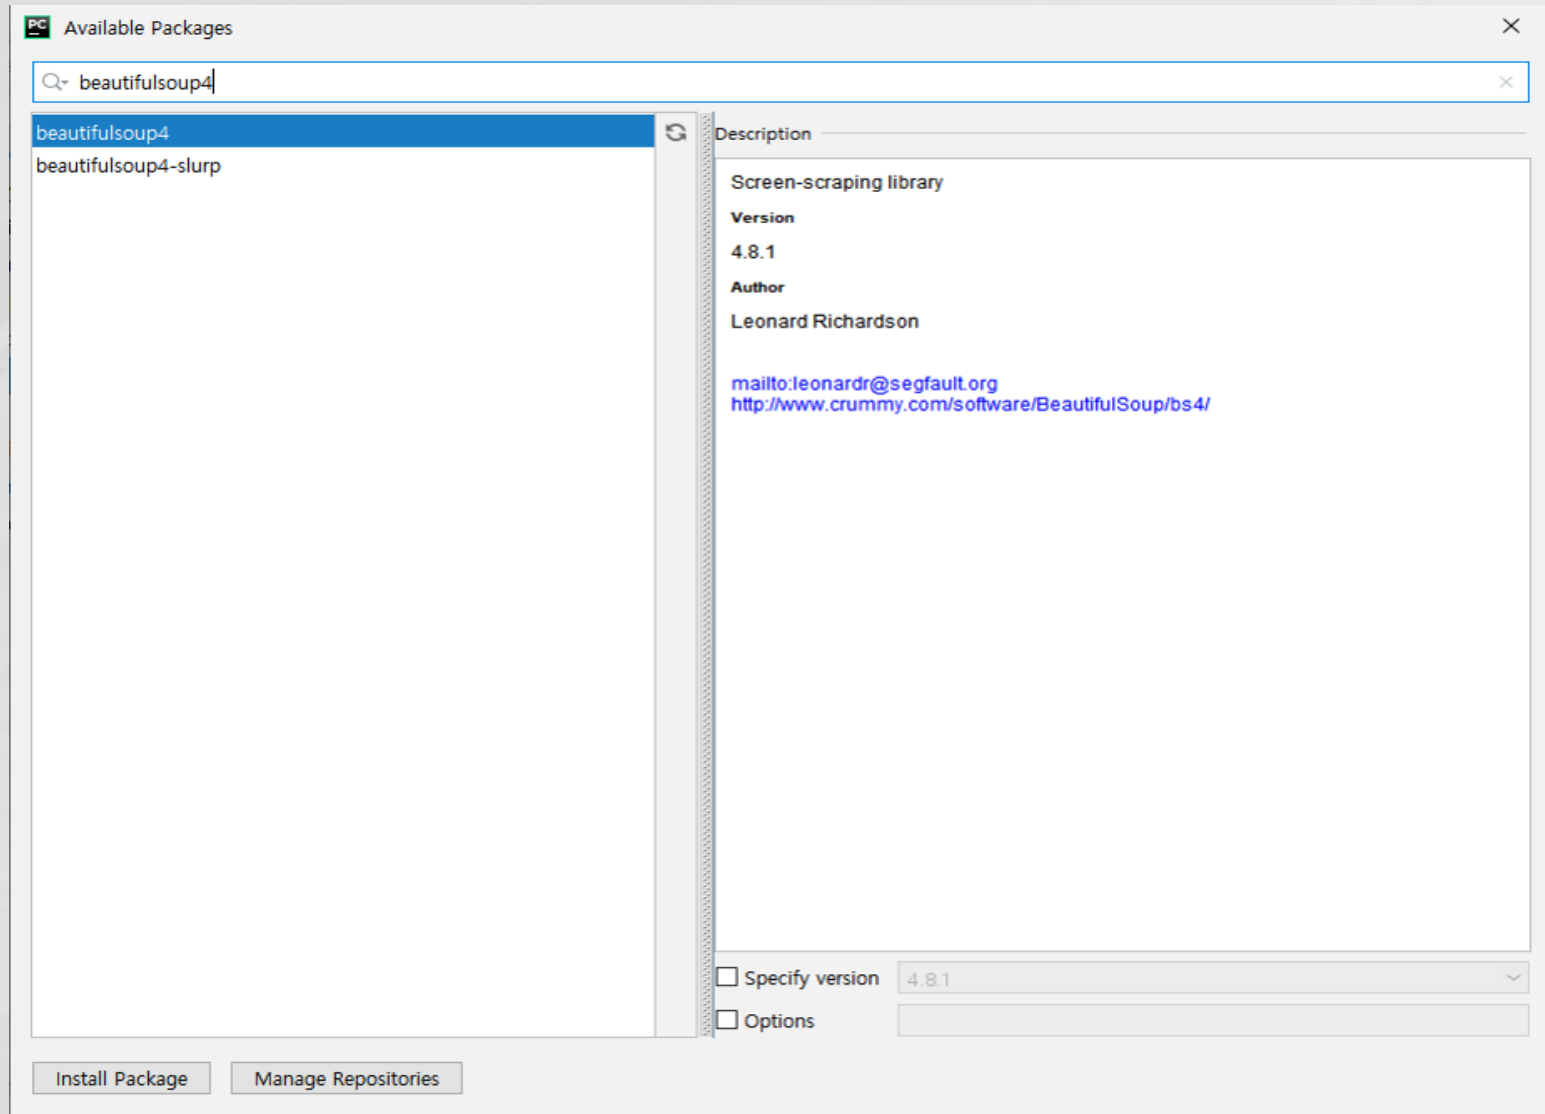 PC Available Packages
beautifulsoup4
beautifulsoup4
beautifulsoup4-slurp
Description
Screen-scraping library
Version
4.8.1
Author
Leonard Richardson
mailto:leonardr@segfault.org
http://www.crummy.com/software/BeautifulSoup/bs4/
Specify version 4.8.1
Options
Install Package Manage Repositories